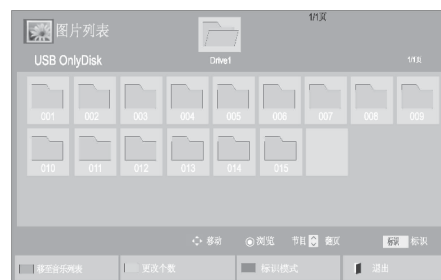 图片列表
1/1页
USB OnlyDisk
Drive1
1/1页
001 002 003 004 005 006 007 008 009
010 011 012 013 014 015
移动 浏览 节目 翻页 标识 标识
移至音乐列表 更改个数 标识模式 退出